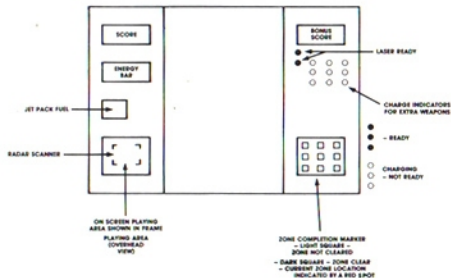 SCORE
ENERGY
BAR
JET PACK FUEL
RADAR SCANNER
ON SCREEN PLAYING
AREA SHOWN IN FRAME
PLAYING AREA
(OVERHEAD
VIEW)
BONUS
SCORE
LASER READY
CHARGE INDICATORS
FOR EXTRA WEAPONS
– READY
CHARGING
– NOT READY
ZONE COMPLETION MARKER
– LIGHT SQUARE –
ZONE NOT CLEARED
– DARK SQUARE – ZONE CLEAR
– CURRENT ZONE LOCATION
INDICATED BY A RED SPOT